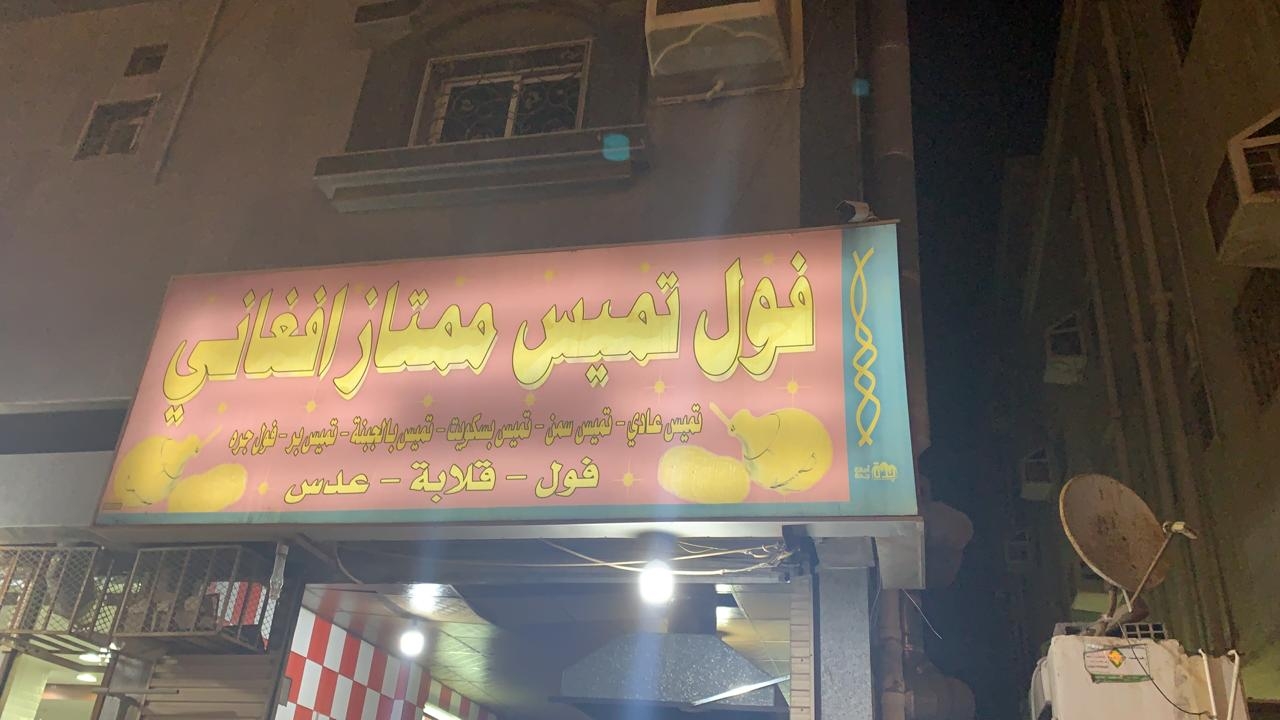 فول تميس ممتاز افغاني
تميس عادي - تميس سمن - تميس بسكويت - تميس بالجبنة - تميس بر - فول جره
فول - قلابة - عدس